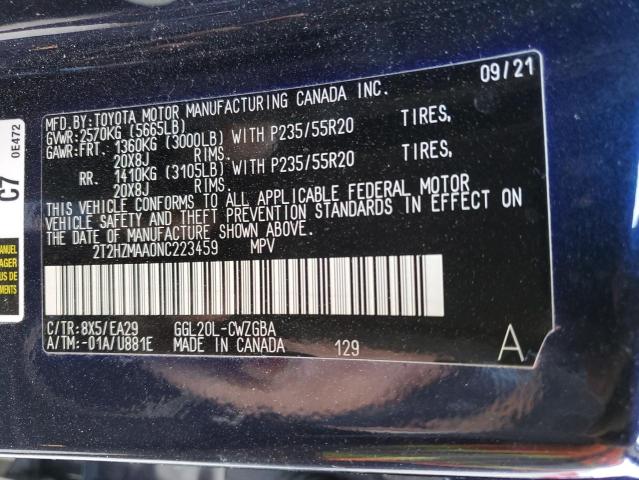 09/21
MFD.BY:TOYOTA MOTOR MANUFACTURING CANADA INC.
GVWR:2570KG (5665LB)
GAWR:FRT. 1360KG (3000LB) WITH P235/55R20 TIRES,
20X8J RIMS.
RR. 1410KG (3105LB) WITH P235/55R20 TIRES,
20X8J RIMS.
THIS VEHICLE CONFORMS TO ALL APPLICABLE FEDERAL MOTOR
VEHICLE SAFETY AND THEFT PREVENTION STANDARDS IN EFFECT ON
THE DATE OF MANUFACTURE SHOWN ABOVE.
2T2HZMAA0NC223459 MPV
C/TR:8X5/EA29 GGL20L-CWZGBA
A/TM:-01A/U881E MADE IN CANADA 129 A
C7
0E472